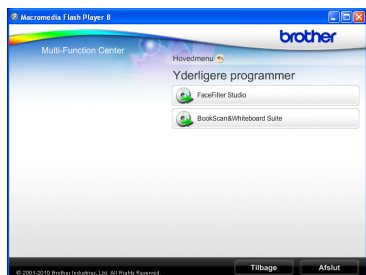 Macromedia Flash Player 8
brother
Multi-Function Center
Hovedmenu
Yderligere programmer
FaceFilter Studio
BookScan&Whiteboard Suite
Tilbage
Afslut
© 2001-2010 Brother Industries, Ltd. All Rights Reserved.